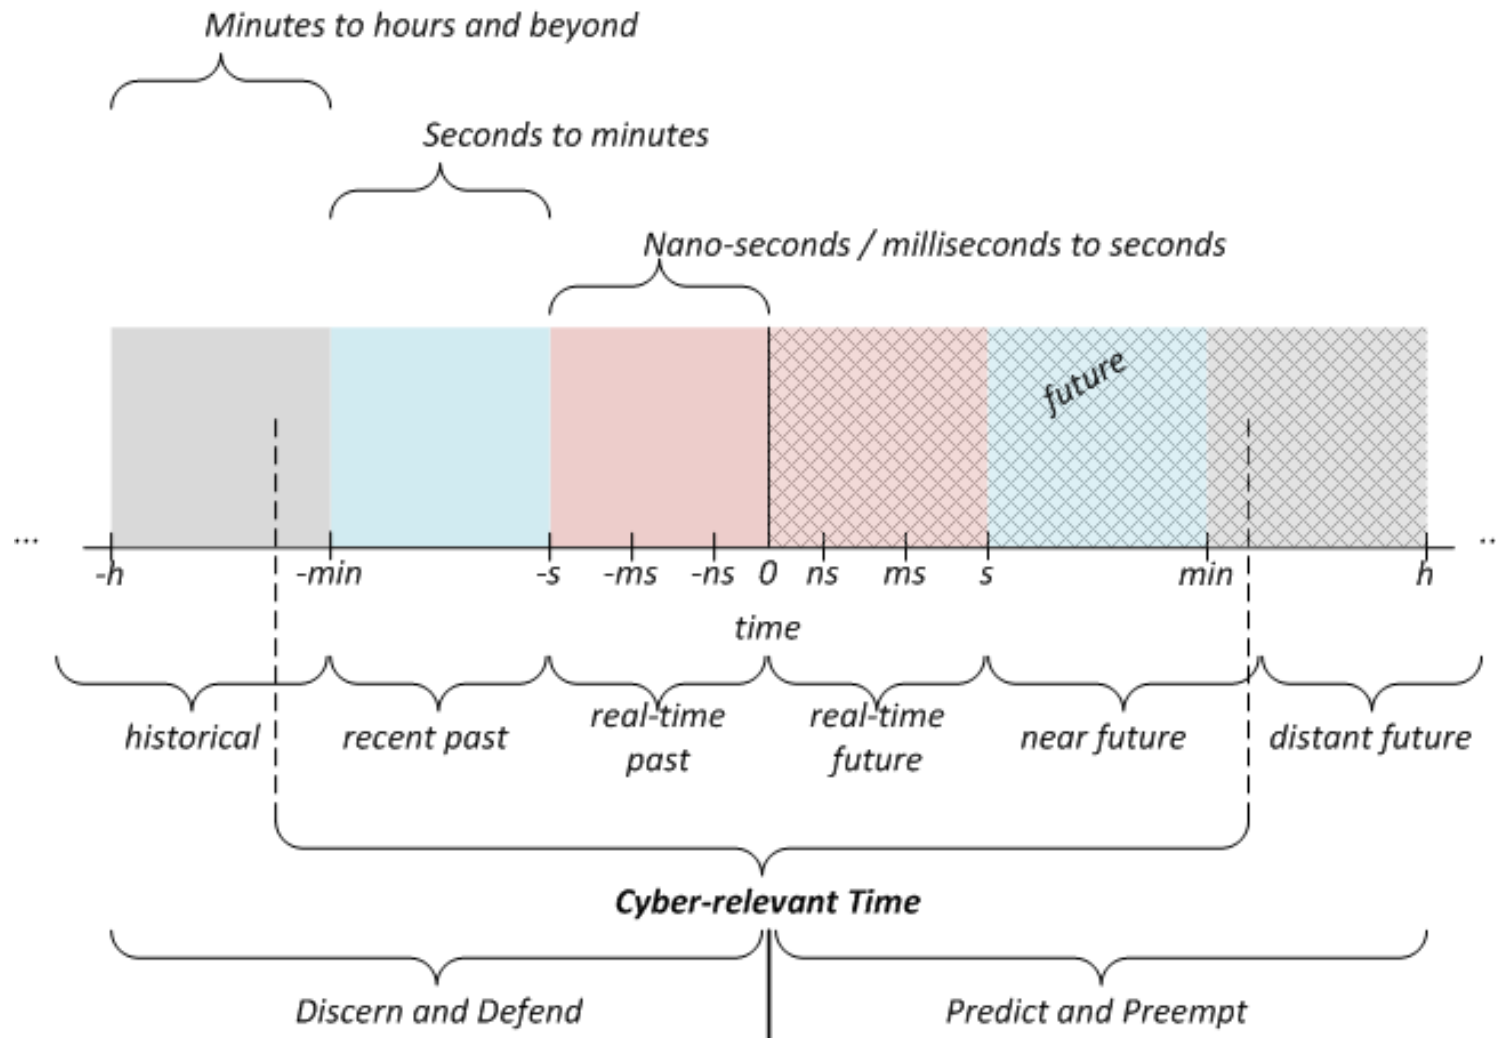 Minutes to hours and beyond
Seconds to minutes
Nano-seconds / milliseconds to seconds
future
...
..
-h -min -s -ms -ns 0 ns ms s min h
time
historical recent past real-time past real-time future near future distant future
Cyber-relevant Time
Discern and Defend Predict and Preempt